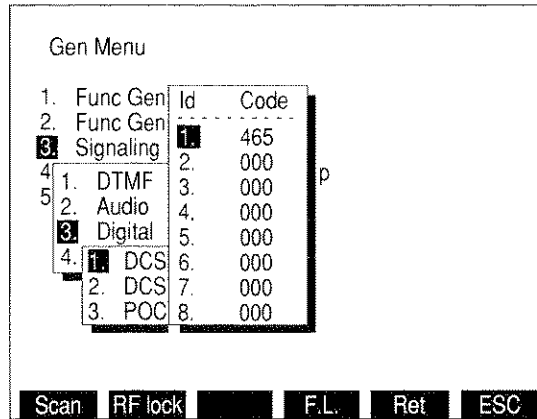 Gen Menu
1. Func Gen
2. Func Gen
3. Signaling
4
5
p
1. DTMF
2. Audio
3. Digital
4.
1. DCS
2. DCS
3. POC
Id Code
1. 465
2. 000
3. 000
4. 000
5. 000
6. 000
7. 000
8. 000
Scan RF lock F.L. Ret ESC